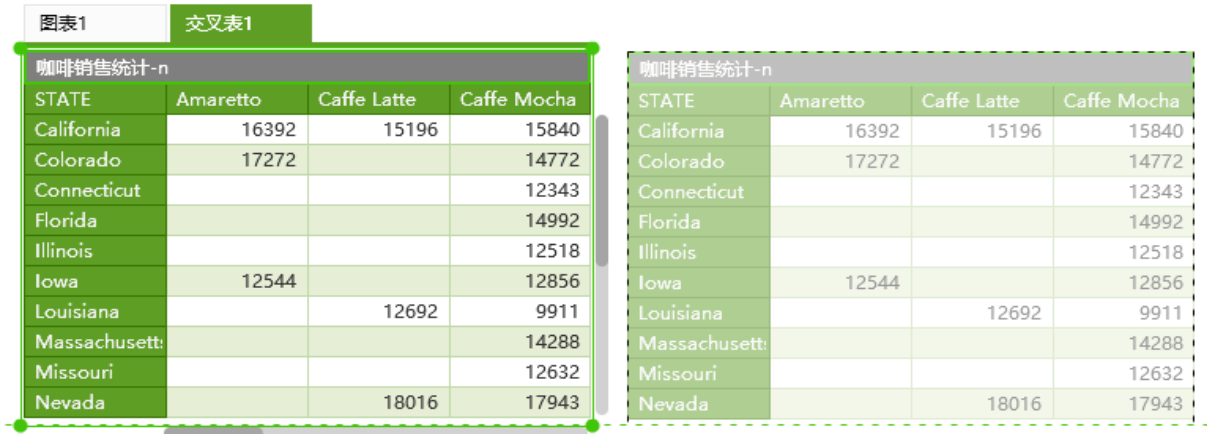 图表1 交叉表1
咖啡销售统计-n
STATE Amaretto Caffe Latte Caffe Mocha
California 16392 15196 15840
Colorado 17272 14772
Connecticut 12343
Florida 14992
Illinois 12518
Iowa 12544 12856
Louisiana 12692 9911
Massachusett 14288
Missouri 12632
Nevada 18016 17943
咖啡销售统计-n
STATE Amaretto Caffe Latte Caffe Mocha
California 16392 15196 15840
Colorado 17272 14772
Connecticut 12343
Florida 14992
Illinois 12518
Iowa 12544 12856
Louisiana 12692 9911
Massachusett 14288
Missouri 12632
Nevada 18016 17943